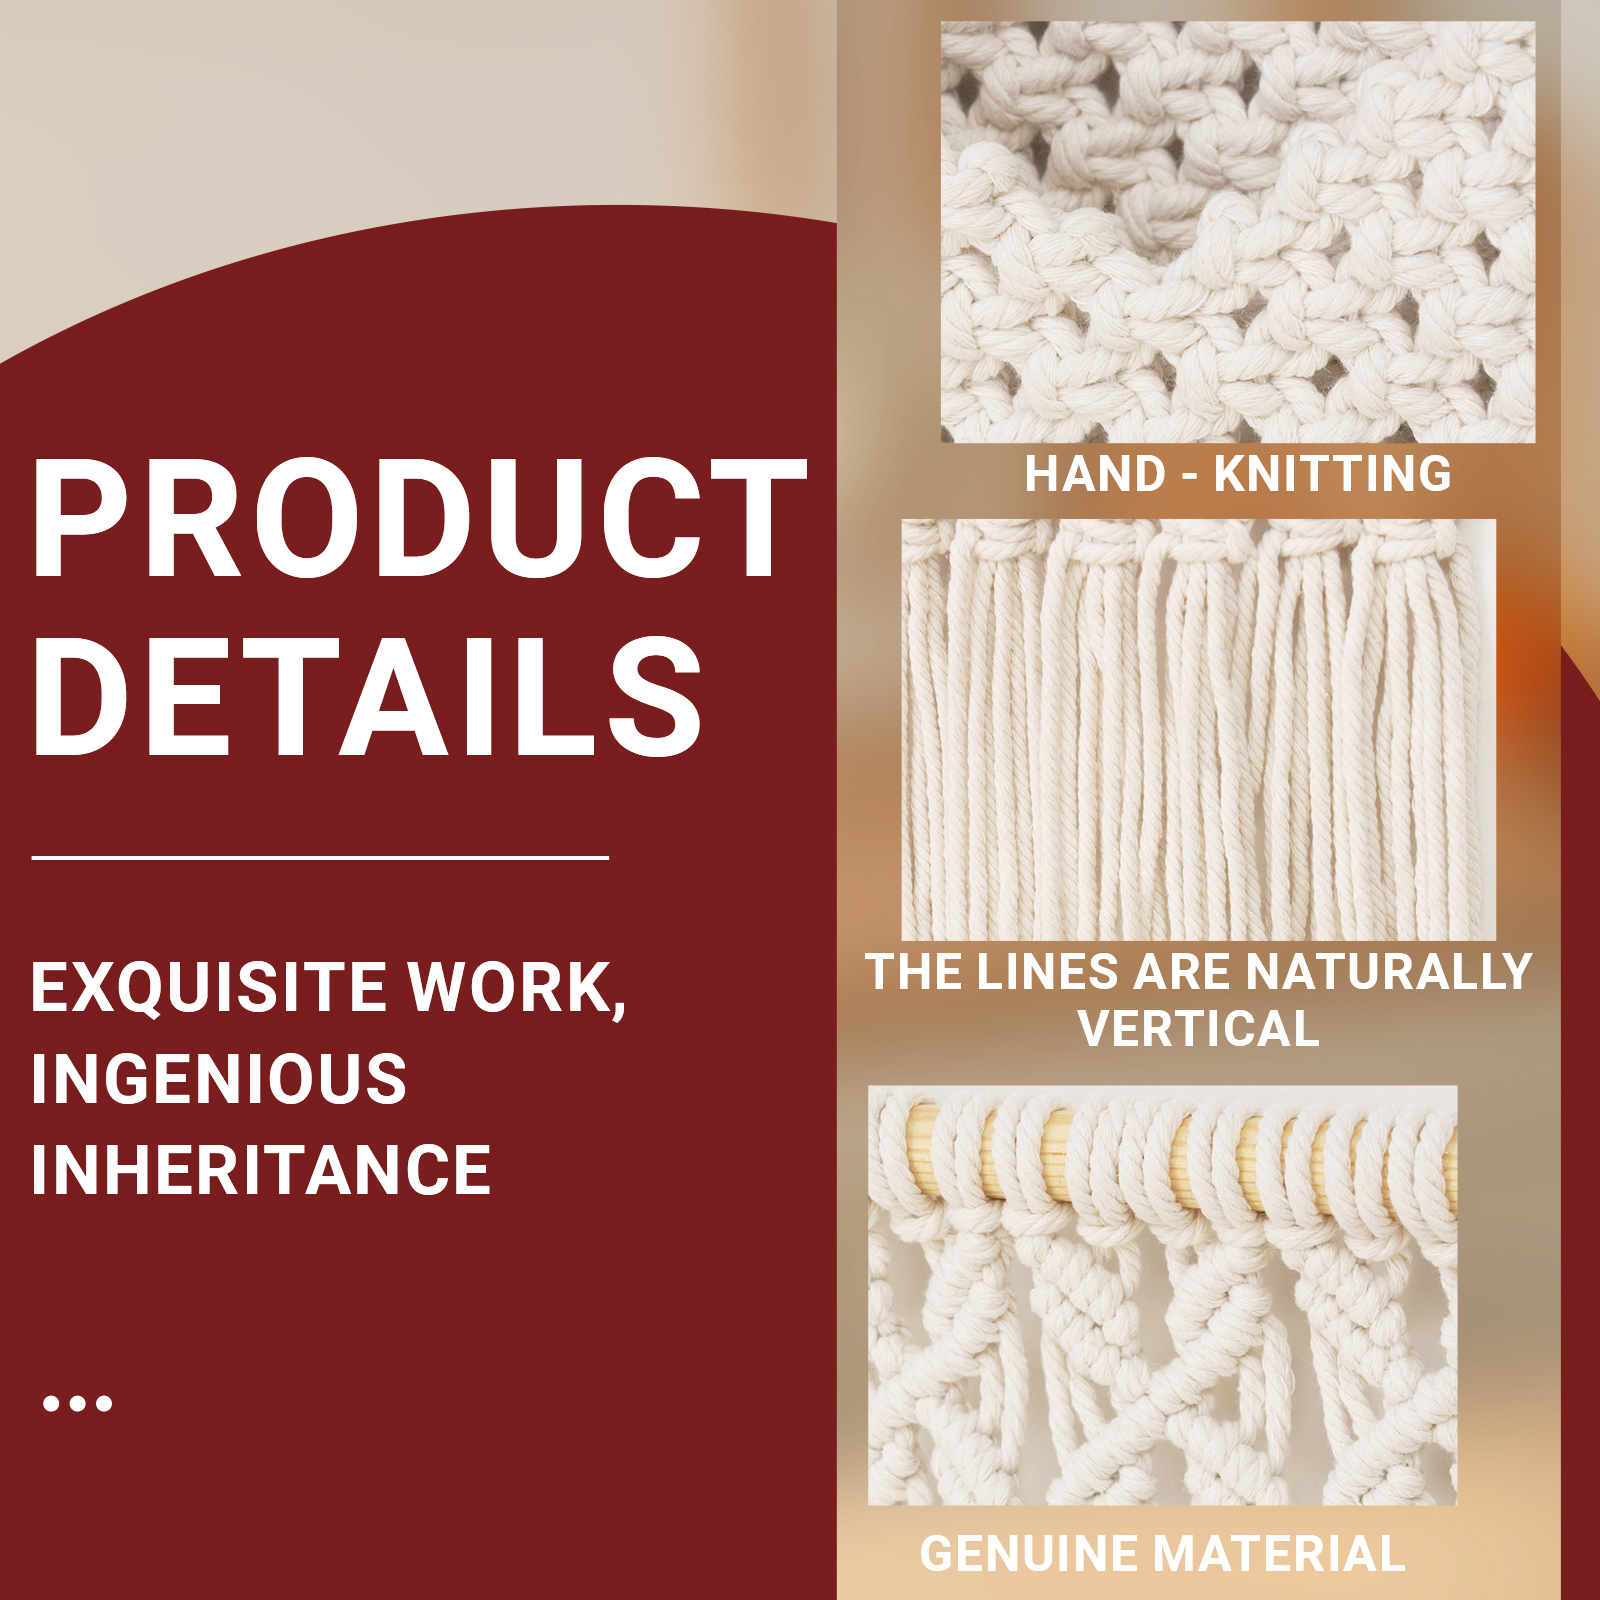 PRODUCT
DETAILS
EXQUISITE WORK,
INGENIOUS
INHERITANCE
...
HAND - KNITTING
THE LINES ARE NATURALLY
VERTICAL
GENUINE MATERIAL